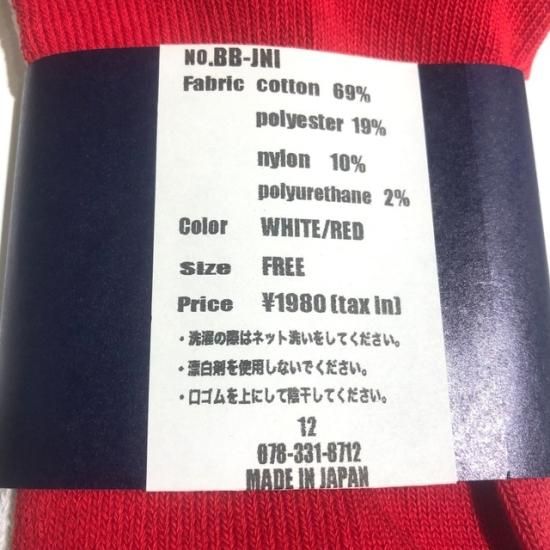 NO.BB-JNI
Fabric cotton 69%
polyester 19%
nylon 10%
polyurethane 2%
Color WHITE/RED
Size FREE
Price ¥1980 (tax in)
・洗濯の際はネット洗いをしてください。
・漂白剤を使用しないでください。
・口ゴムを上にして陰干してください。
12
078-331-8712
MADE IN JAPAN